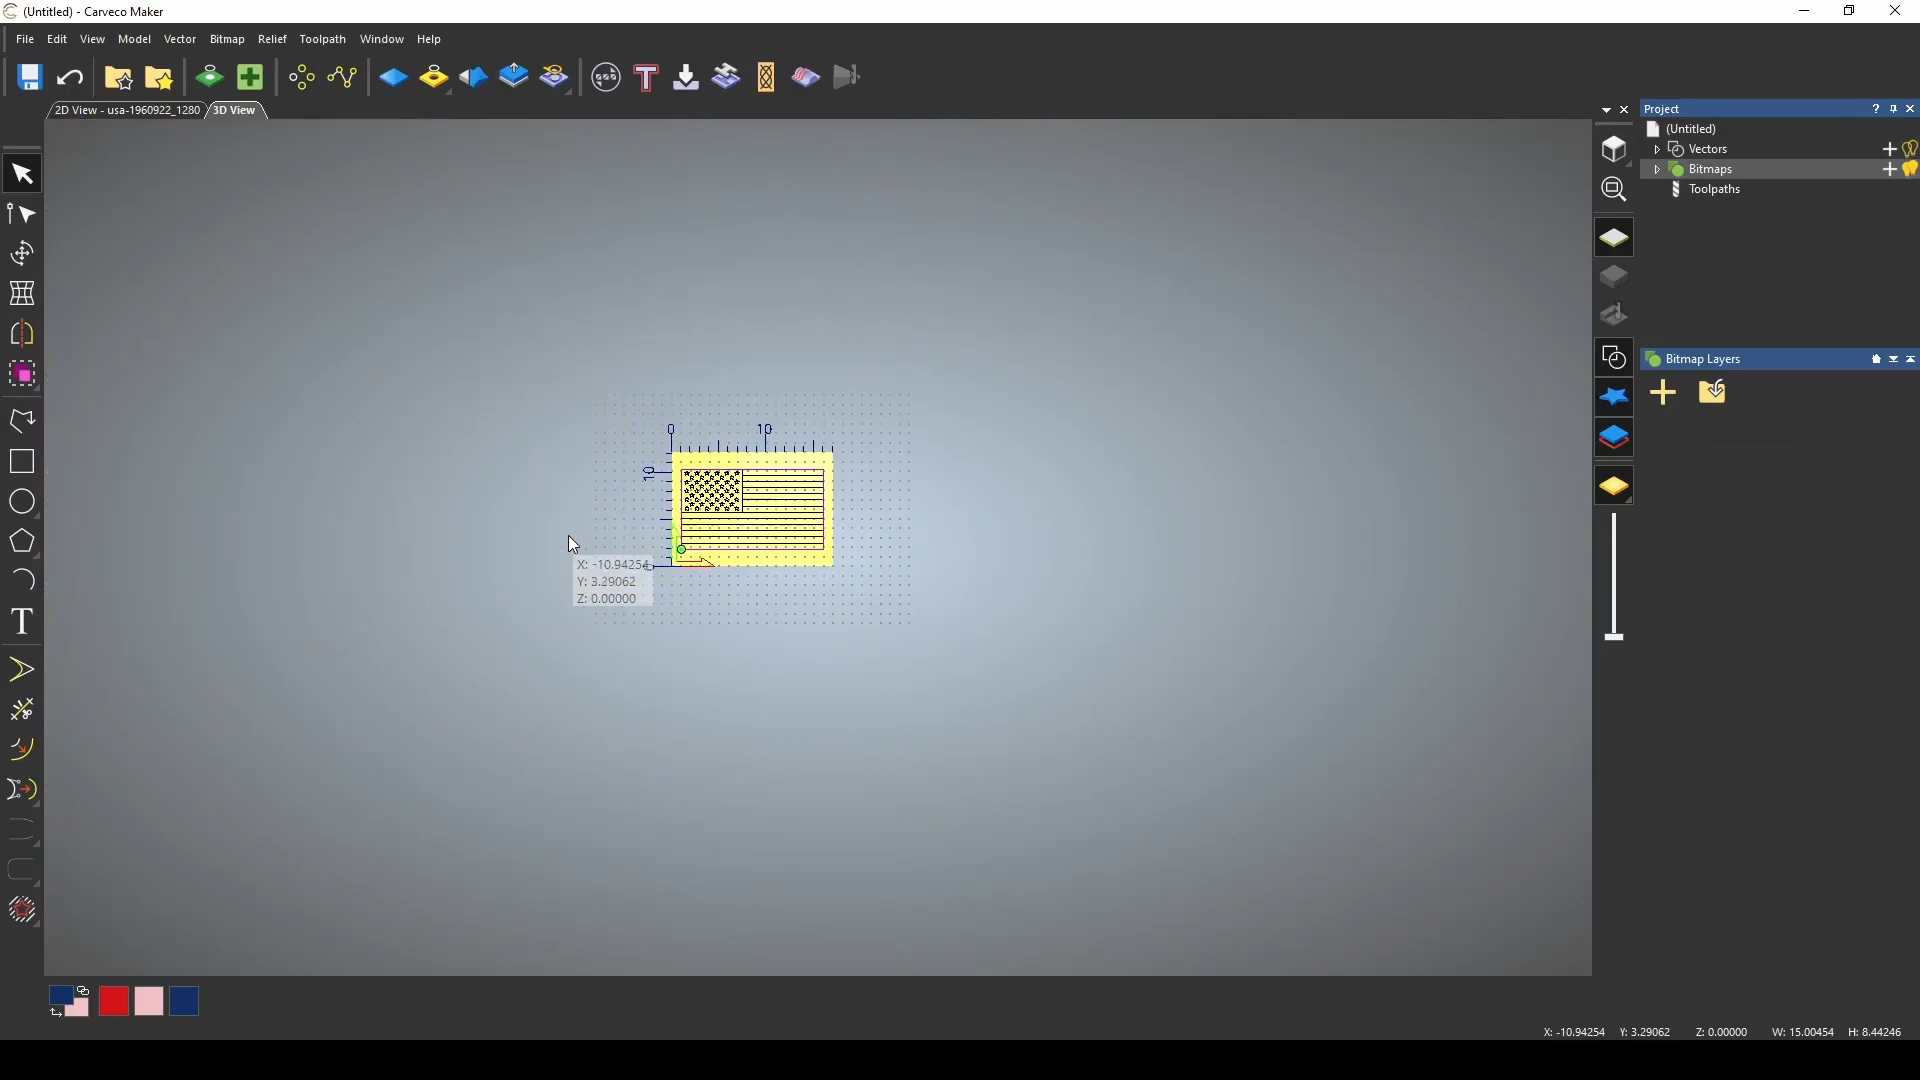 (Untitled) - Carveco Maker
File Edit View Model Vector Bitmap Relief Toolpath Window Help
2D View - usa-1960922_1280 3D View
Project
(Untitled)
Vectors
Bitmaps
Toolpaths
Bitmap Layers
0 10
10
0
X: -10.94254
Y: 3.29062
Z: 0.00000
X: -10.94254 Y: 3.29062 Z: 0.00000 W: 15.00454 H: 8.44246